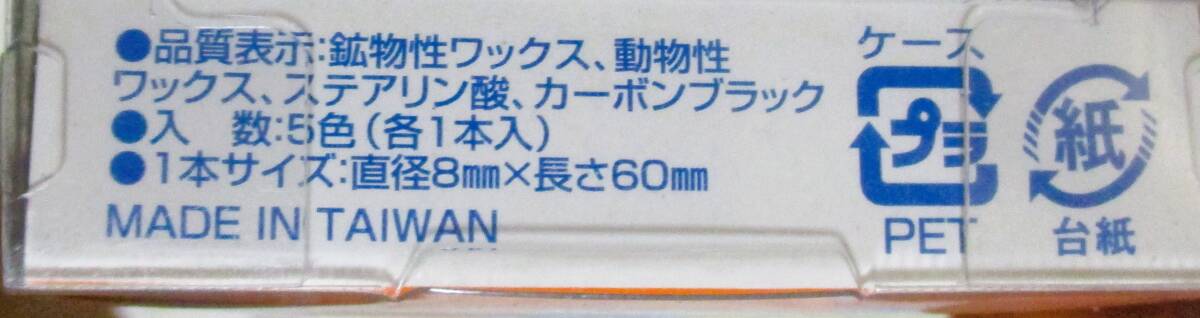 ●品質表示:鉱物性ワックス、動物性
ワックス、ステアリン酸、カーボンブラック
●入 数:5色(各1本入)
●1本サイズ:直径8㎜×長さ60㎜
MADE IN TAIWAN
ケース
プラ
PET
紙
台紙